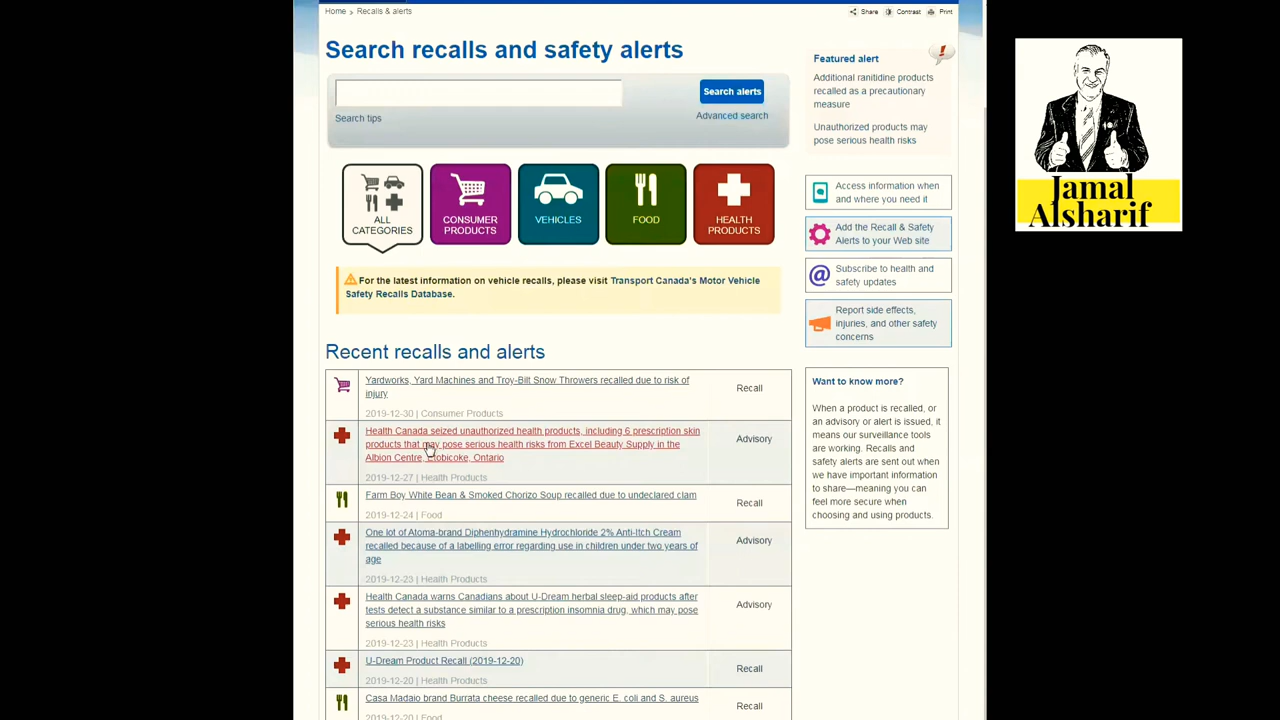 Home » Recalls & alerts
Share Contrast Print
Search recalls and safety alerts
Search alerts
Search tips
Advanced search
ALL
CATEGORIES
CONSUMER
PRODUCTS
VEHICLES
FOOD
HEALTH
PRODUCTS
For the latest information on vehicle recalls, please visit Transport Canada's Motor Vehicle
Safety Recalls Database.
Recent recalls and alerts
Yardworks, Yard Machines and Troy-Bilt Snow Throwers recalled due to risk of
injury
2019-12-30 | Consumer Products
Recall
Health Canada seized unauthorized health products, including 6 prescription skin
products that may pose serious health risks from Excel Beauty Supply in the
Albion Centre, Etobicoke, Ontario
2019-12-27 | Health Products
Advisory
Farm Boy White Bean & Smoked Chorizo Soup recalled due to undeclared clam
2019-12-24 | Food
Recall
One lot of Atoma-brand Diphenhydramine Hydrochloride 2% Anti-Itch Cream
recalled because of a labelling error regarding use in children under two years of
age
2019-12-23 | Health Products
Advisory
Health Canada warns Canadians about U-Dream herbal sleep-aid products after
tests detect a substance similar to a prescription insomnia drug, which may pose
serious health risks
2019-12-23 | Health Products
Advisory
U-Dream Product Recall (2019-12-20)
2019-12-20 | Health Products
Recall
Casa Madaio brand Burrata cheese recalled due to generic E. coli and S. aureus
2019-12-20 | Food
Recall
Featured alert
Additional ranitidine products
recalled as a precautionary
measure
Unauthorized products may
pose serious health risks
Access information when
and where you need it
Add the Recall & Safety
Alerts to your Web site
Subscribe to health and
safety updates
Report side effects,
injuries, and other safety
concerns
Want to know more?
When a product is recalled, or
an advisory or alert is issued, it
means our surveillance tools
are working. Recalls and
safety alerts are sent out when
we have important information
to share—meaning you can
feel more secure when
choosing and using products.
Jamal
Alsharif